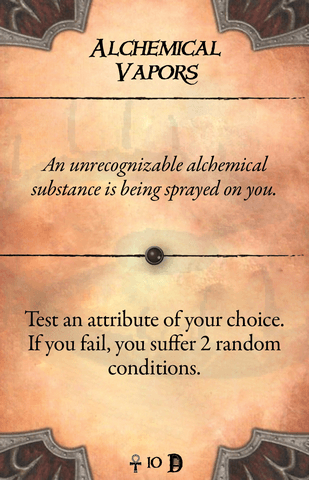 Alchemical
Vapors
An unrecognizable alchemical
substance is being sprayed on you.
Test an attribute of your choice.
If you fail, you suffer 2 random
conditions.
10 D